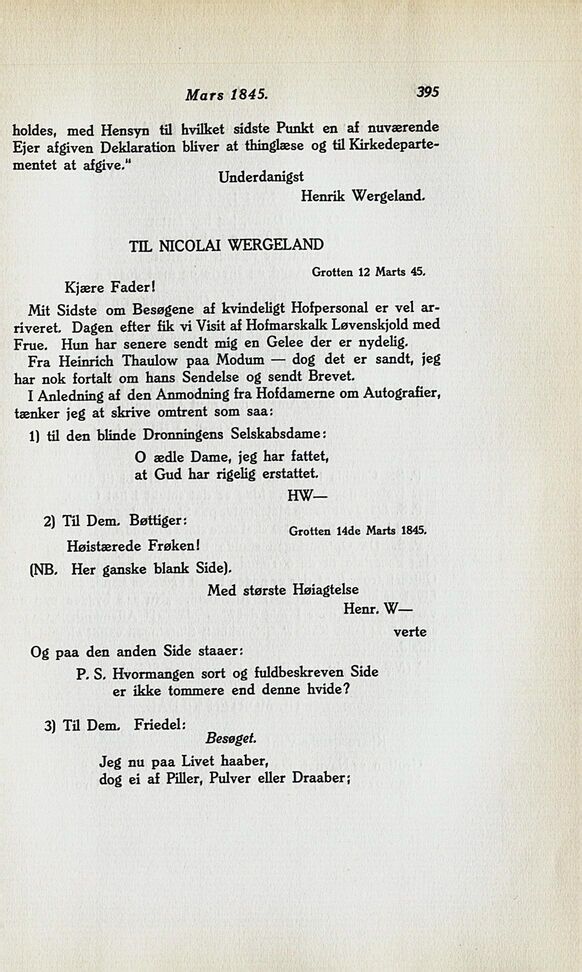 Mars 1845.
395
holdes, med Hensyn til hvilket sidste Punkt en af nuværende
Ejer afgiven Deklaration bliver at thinglæse og til Kirkedeparte-
mentet at afgive."
Underdanigst
Henrik Wergeland.
TIL NICOLAI WERGELAND
Grotten 12 Marts 45.
Kjære Fader!
Mit Sidste om Besøgene af kvindeligt Hofpersonal er vel ar-
riveret. Dagen efter fik vi Visit af Hofmarskalk Løvenskjold med
Frue. Hun har senere sendt mig en Gelee der er nydelig.
Fra Heinrich Thaulow paa Modum — dog det er sandt, jeg
har nok fortalt om hans Sendelse og sendt Brevet.
I Anledning af den Anmodning fra Hofdamerne om Autografier,
tænker jeg at skrive omtrent som saa:
1) til den blinde Dronningens Selskabsdame:
O ædle Dame, jeg har fattet,
at Gud har rigelig erstattet.
HW—
2) Til Dem. Bøttiger:
Grotten 14de Marts 1845.
Høistærede Frøken!
(NB. Her ganske blank Side).
Med største Høiagtelse
Henr. W—
verte
Og paa den anden Side staaer:
P. S. Hvormangen sort og fuldbeskreven Side
er ikke tommere end denne hvide?
3) Til Dem. Friedel:
Besøget.
Jeg nu paa Livet haaber,
dog ei af Piller, Pulver eller Draaber;